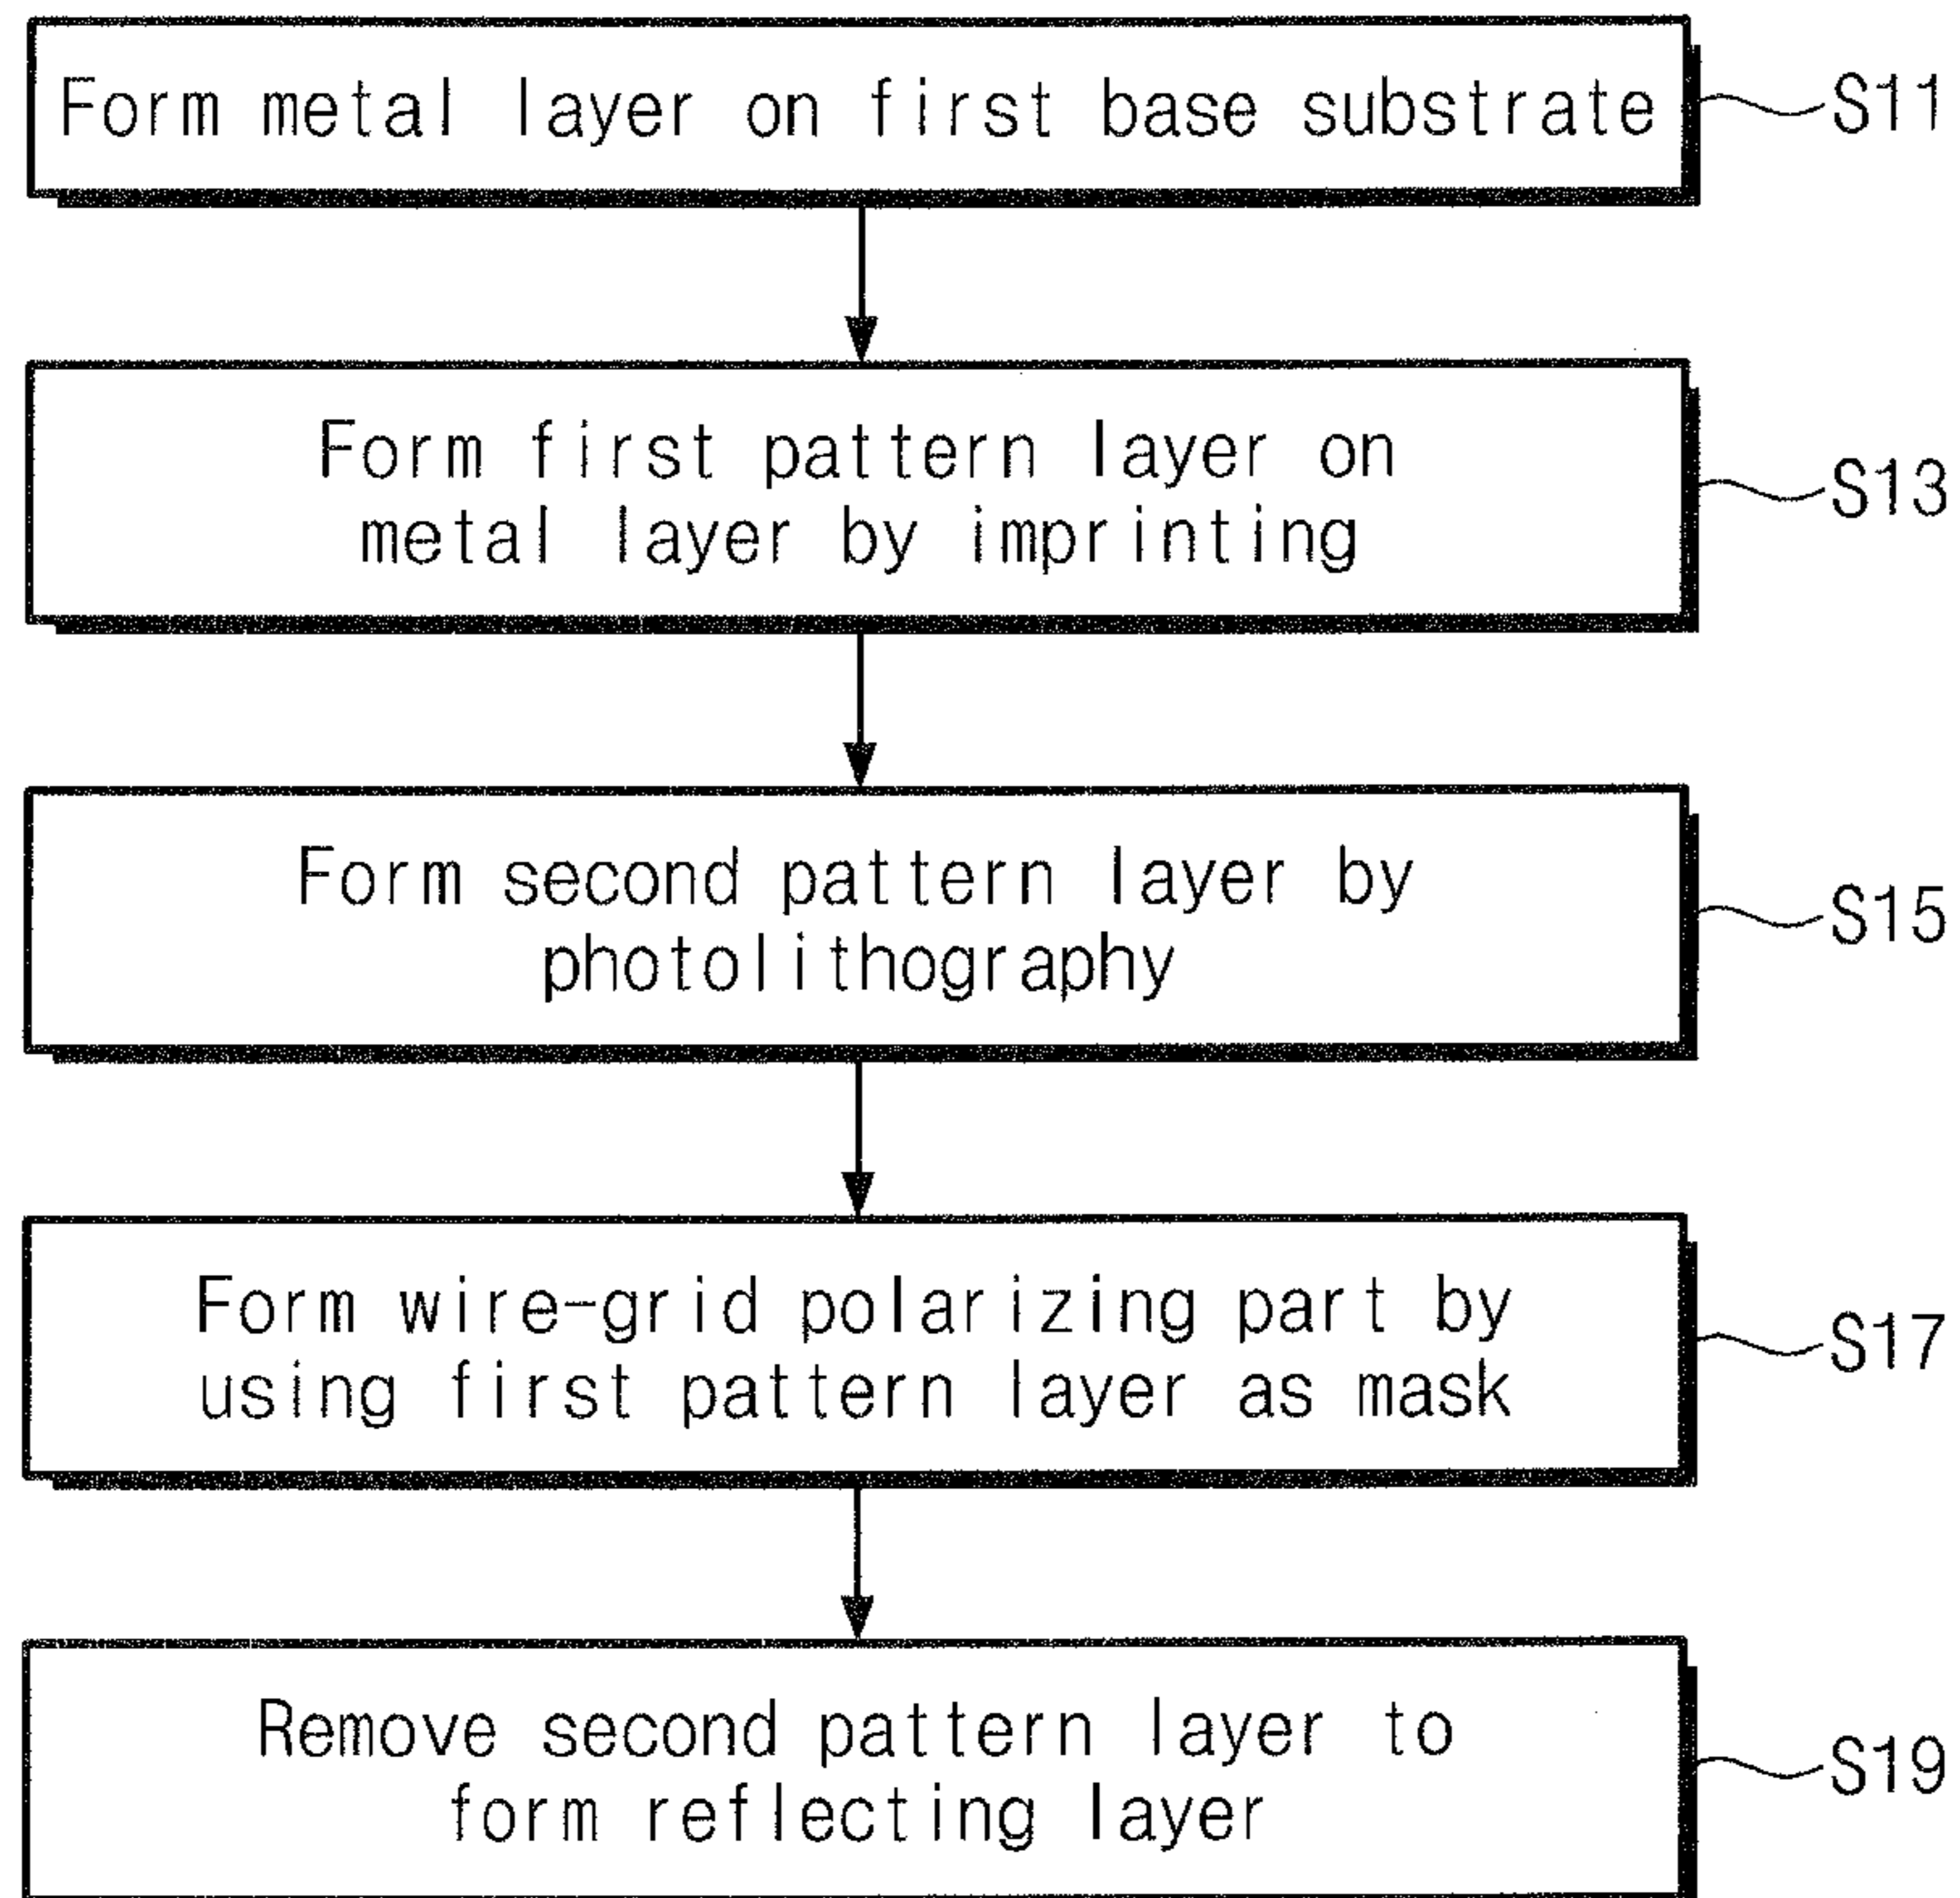 Form metal layer on first base substrate
S11
Form first pattern layer on
metal layer by imprinting
S13
Form second pattern layer by
photolithography
S15
Form wire-grid polarizing part by
using first pattern layer as mask
S17
Remove second pattern layer to
form reflecting layer
S19